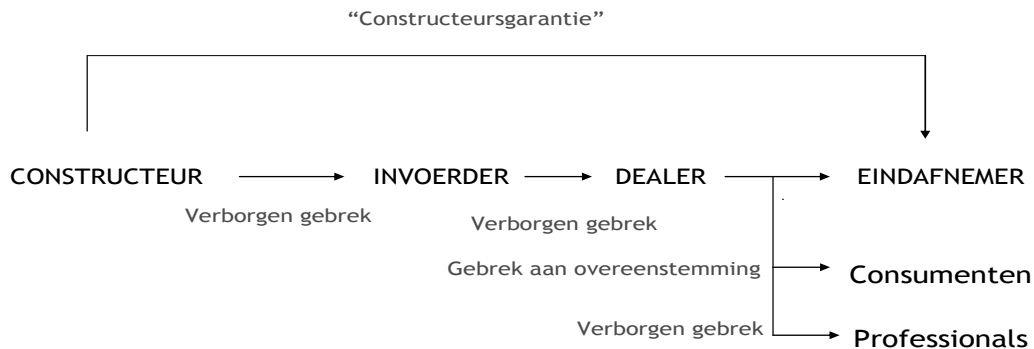 “Constructeursgarantie”
CONSTRUCTEUR INVOERDER DEALER EINDAFNEMER
Verborgen gebrek Verborgen gebrek
Gebrek aan overeenstemming Consumenten
Verborgen gebrek Professionals